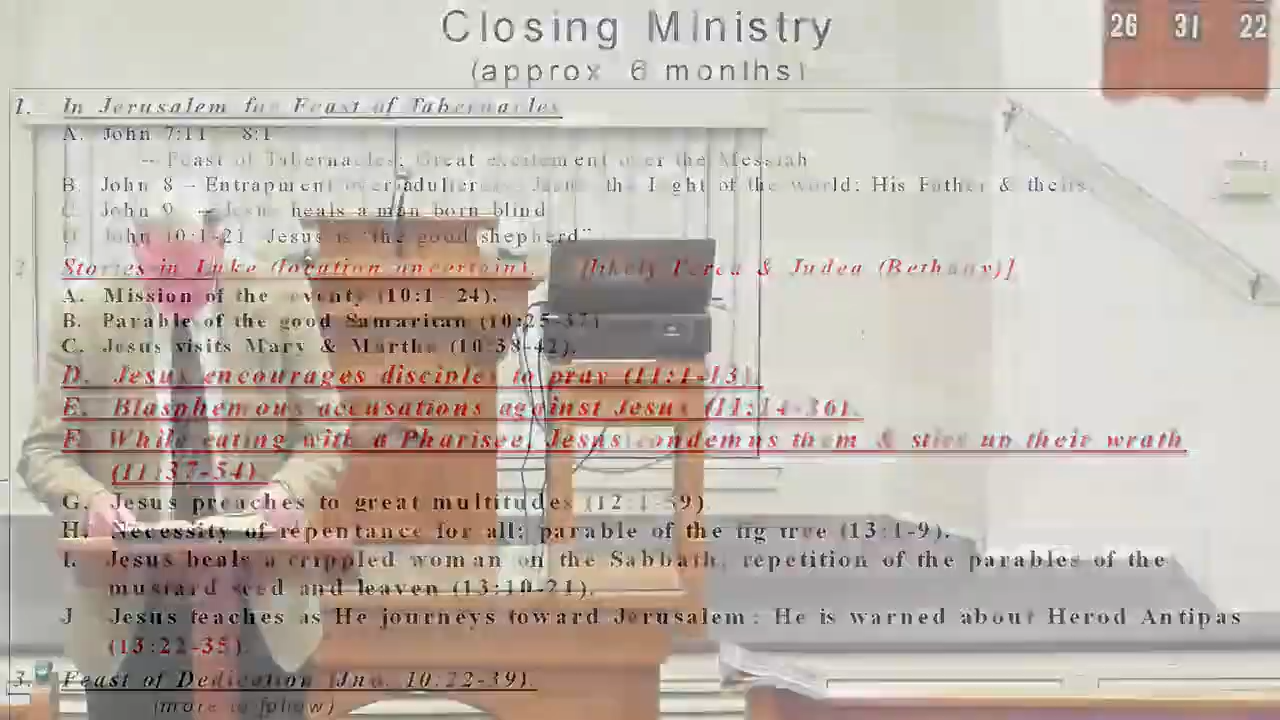 Closing Ministry
(approx 6 months)
26 31 22
1. In Jerusalem for Feast of Tabernacles
A. John 7:11 8:1
-- Feast of Tabernacles; Great excitement over the Messiah
B. John 8 – Entrapment over adulteress; Jesus the Light of the world; His Father & theirs.
C. John 9 – Jesus heals a man born blind
D. John 10:1-21 Jesus is "the good shepherd"
2 Stories in Luke (location uncertain). [likely Perea & Judea (Bethany)]
A. Mission of the seventy (10:1- 24).
B. Parable of the good Samaritan (10:25-37)
C. Jesus visits Mary & Martha (10:38-42).
D. Jesus encourages disciples to pray (11:1-13).
E. Blasphemous accusations against Jesus (11:14-36).
F. While eating with a Pharisee, Jesus condemns them & stirs up their wrath
(11:37-54).
G. Jesus preaches to great multitudes (12:1-59).
H. Necessity of repentance for all; parable of the fig tree (13:1-9).
I. Jesus heals a crippled woman on the Sabbath, repetition of the parables of the
mustard seed and leaven (13:10-21).
J Jesus teaches as He journeys toward Jerusalem; He is warned about Herod Antipas
(13:22-35).
3. Feast of Dedication (Jno. 10:22-39).
(more to follow)